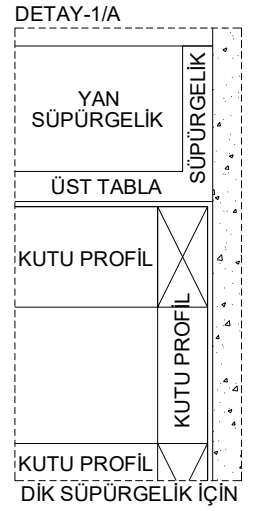 DETAY-1/A
YAN
SÜPÜRGELİK
SÜPÜRGELİK
ÜST TABLA
KUTU PROFİL
KUTU PROFİL
KUTU PROFİL
DİK SÜPÜRGELİK İÇİN